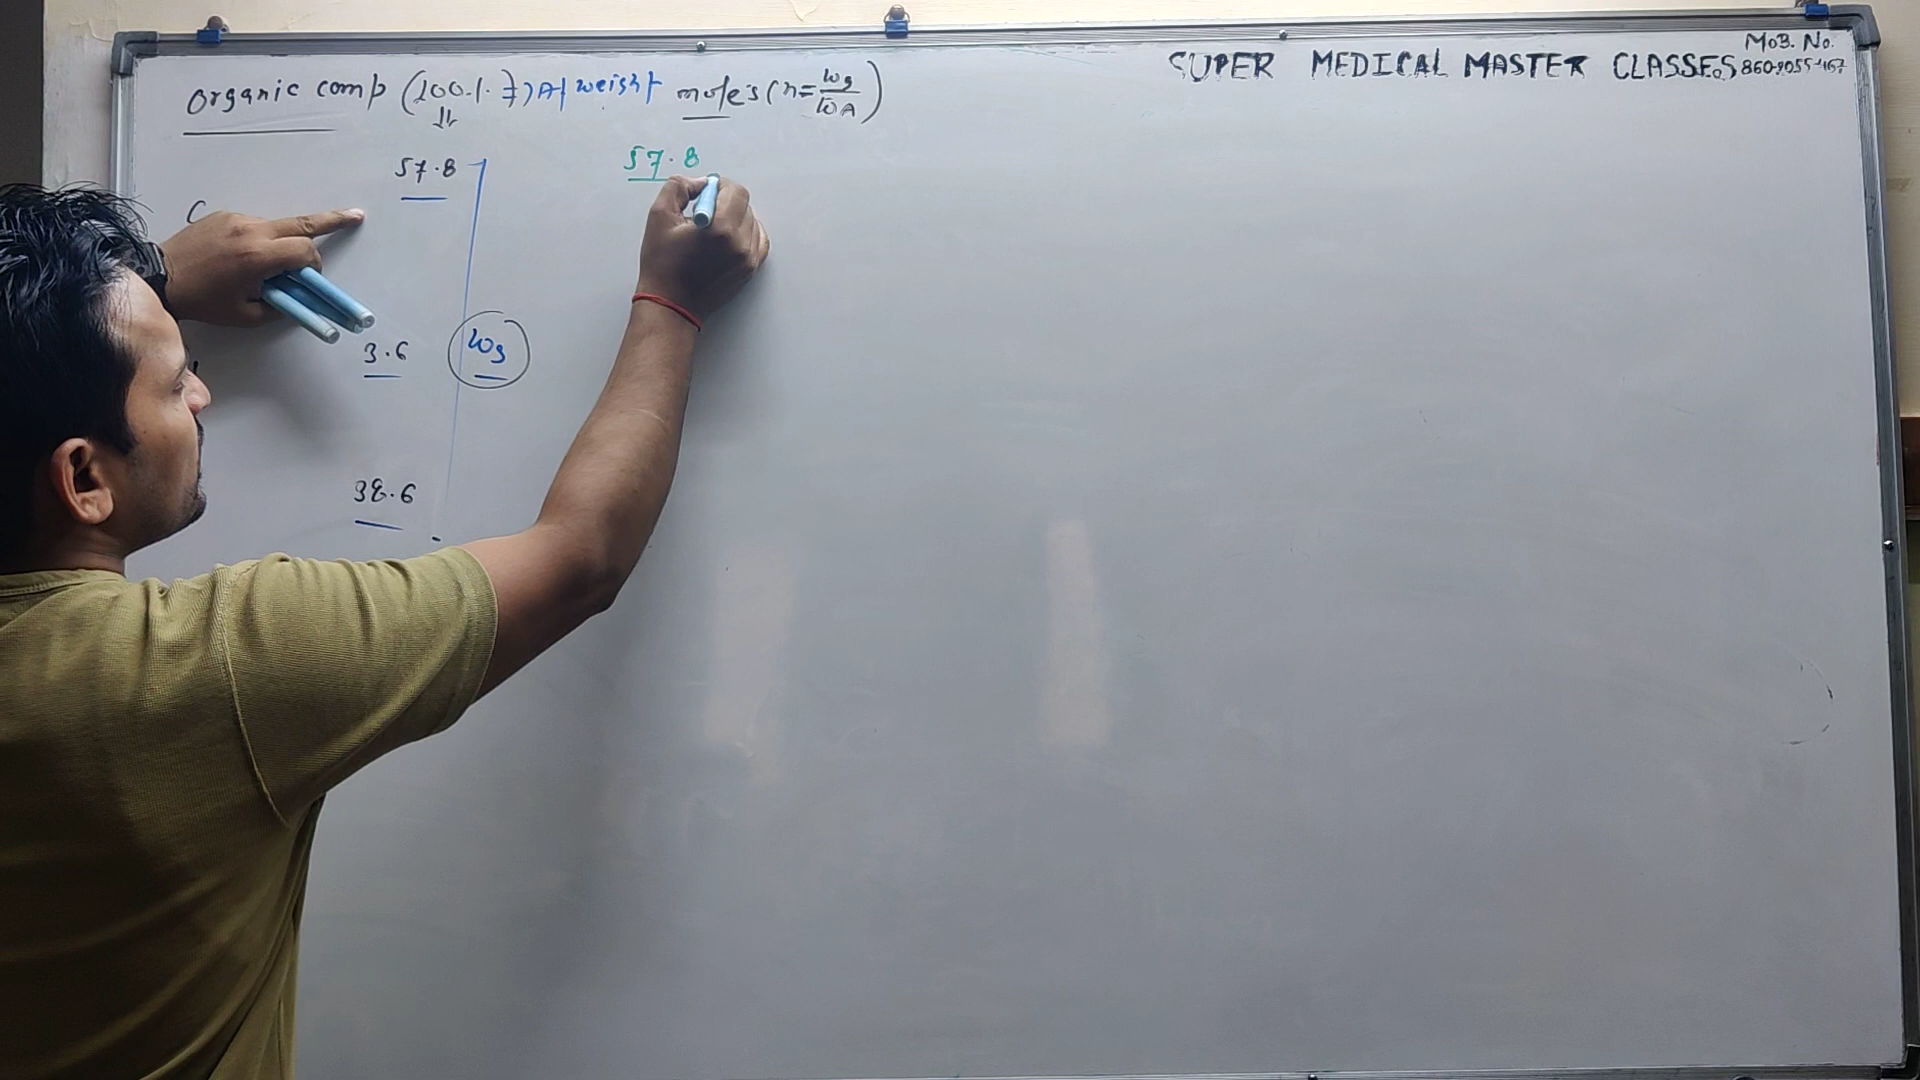 SUPER MEDICAL MASTER CLASSES
MOB. No.
organic comp (100.1. ) At weight moles (n = wg / WA)
57.8
57.8
C
3.6
wg
38.6